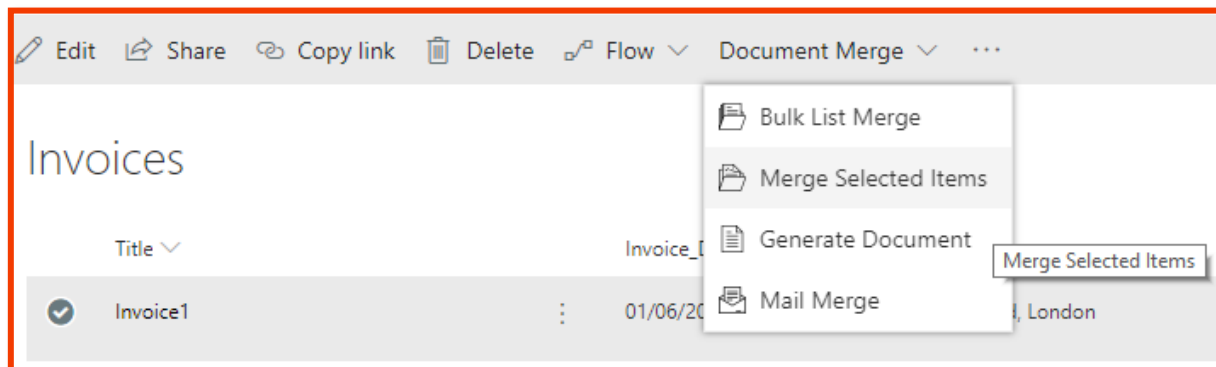 Edit Share Copy link Delete Flow Document Merge ...
Bulk List Merge
Invoices
Merge Selected Items
Title Invoice_ Generate Document
Merge Selected Items
Mail Merge
Invoice1 01/06/20 London